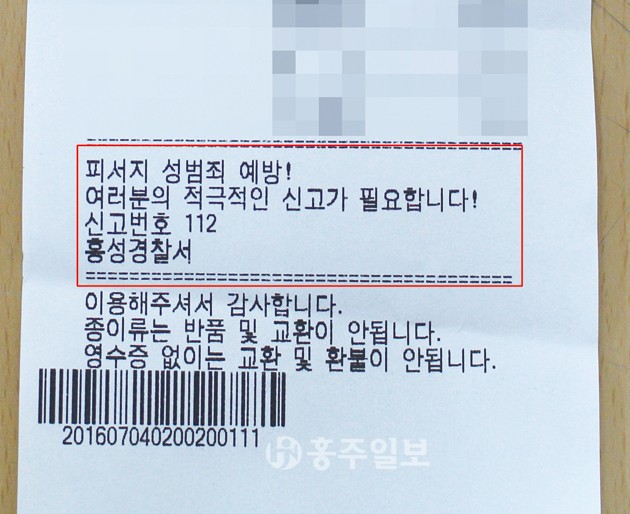 피서지 성범죄 예방!
여러분의 적극적인 신고가 필요합니다!
신고번호 112
홍성경찰서
이용해주셔서 감사합니다.
종이류는 반품 및 교환이 안됩니다.
영수증 없이는 교환 및 환불이 안됩니다.
201607040200200111
홍주일보